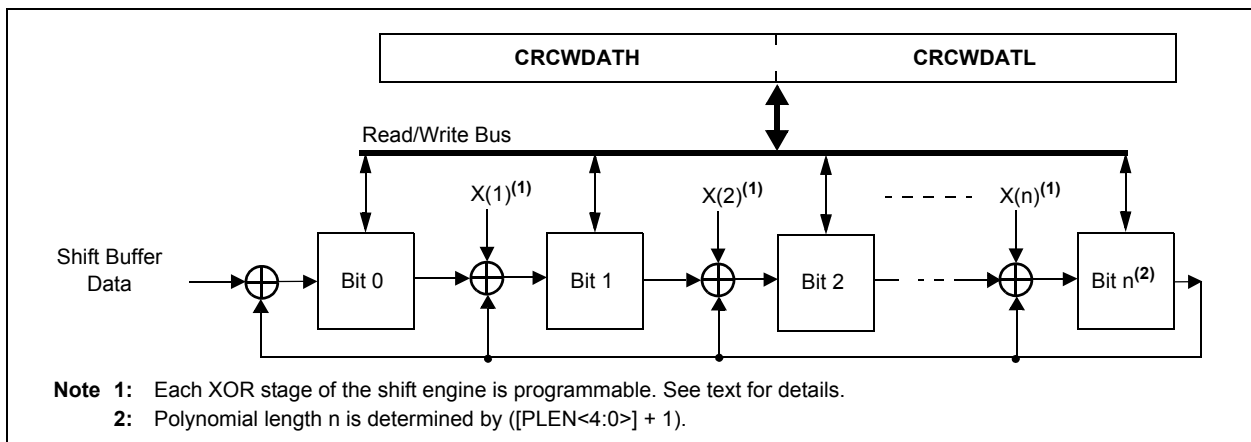 CRCWDATH CRCWDATL
Read/Write Bus
X(1)(1) X(2)(1) X(n)(1)
Shift Buffer
Data
Bit 0 Bit 1 Bit 2 Bit n(2)
Note 1: Each XOR stage of the shift engine is programmable. See text for details.
2: Polynomial length n is determined by ([PLEN<4:0>] + 1).